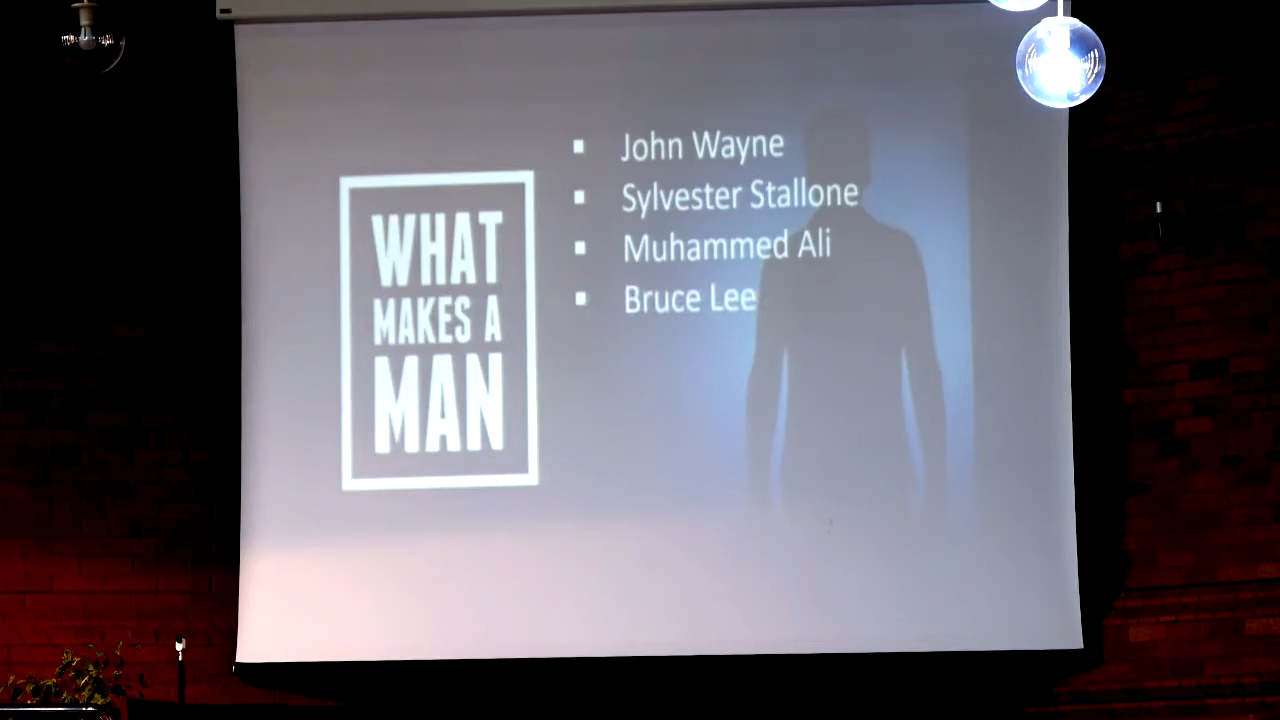 WHAT
MAKES A
MAN
John Wayne
Sylvester Stallone
Muhammed Ali
Bruce Lee